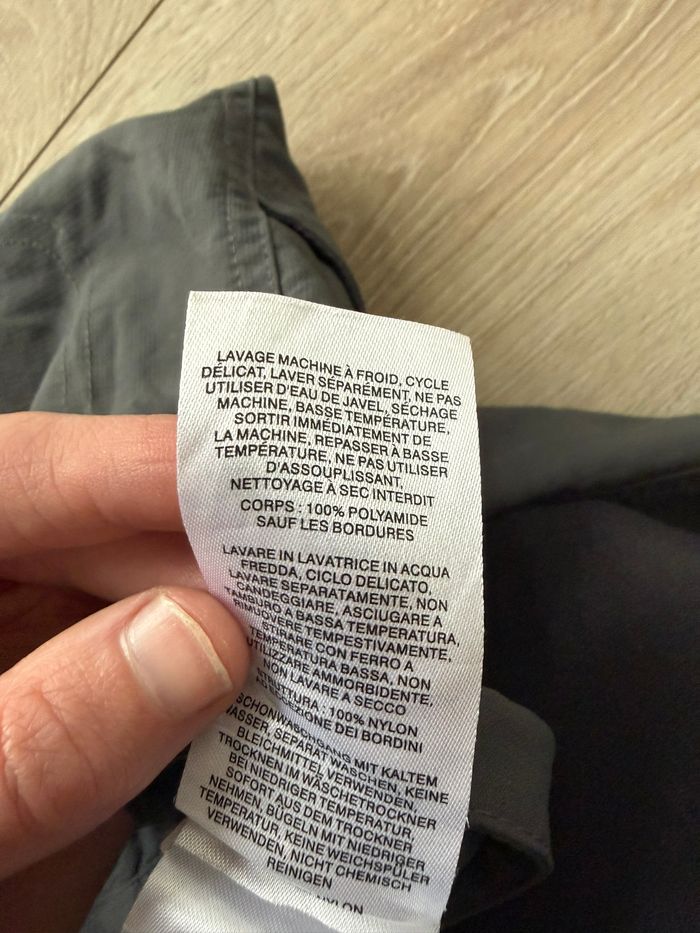 LAVAGE MACHINE À FROID, CYCLE
DÉLICAT, LAVER SÉPARÉMENT, NE PAS
UTILISER D'EAU DE JAVEL, SÉCHAGE
MACHINE, BASSE TEMPÉRATURE,
SORTIR IMMÉDIATEMENT DE
LA MACHINE, REPASSER À BASSE
TEMPÉRATURE, NE PAS UTILISER
D'ASSOUPLISSANT,
NETTOYAGE À SEC INTERDIT
CORPS : 100% POLYAMIDE
SAUF LES BORDURES
LAVARE IN LAVATRICE IN ACQUA
FREDDA, CICLO DELICATO,
LAVARE SEPARATAMENTE, NON
CANDEGGIARE, ASCIUGARE A
TAMBURO A BASSA TEMPERATURA,
RIMUOVERE TEMPESTIVAMENTE,
STIRARE CON FERRO A
TEMPERATURA BASSA, NON
UTILIZZARE AMMORBIDENTE,
NON LAVARE A SECCO
STRUTTURA : 100% NYLON
DEI BORDINI
SCHONWASCHGANG MIT KALTEM
WASSER, SEPARAT WASCHEN, KEINE
BLEICHMITTEL VERWENDEN,
BEI NIEDRIGER TEMPERATUR
TROCKNEN IM WÄSCHETROCKNER
SOFORT AUS DEM TROCKNER
NEHMEN, BÜGELN MIT NIEDRIGER
TEMPERATUR, KEINE WEICHSPÜLER
VERWENDEN, NICHT CHEMISCH
REINIGEN
NYLON